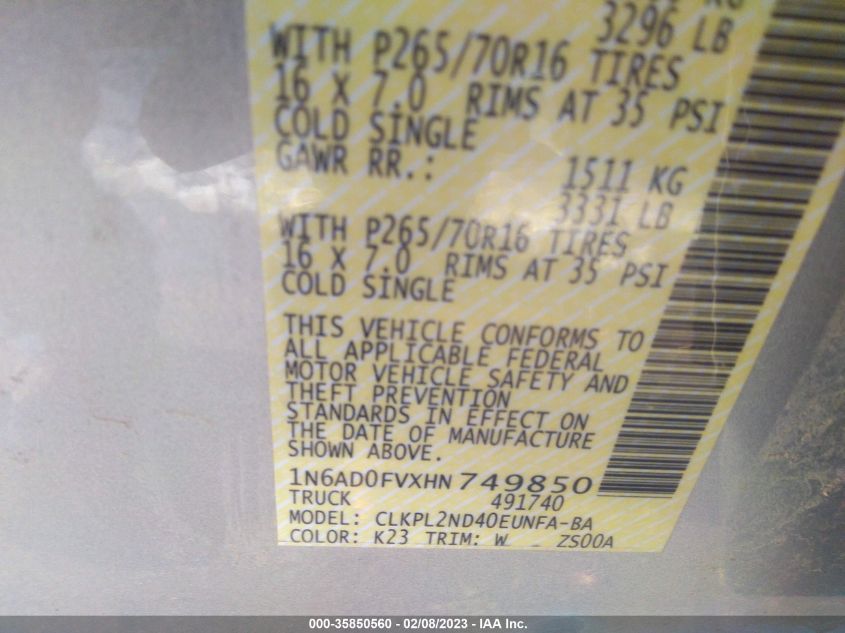 KG
3296 LB
WITH P265/70R16 TIRES
16 X 7.0 RIMS AT 35 PSI
COLD SINGLE
GAWR RR.: 1511 KG
3331 LB
WITH P265/70R16 TIRES
16 X 7.0 RIMS AT 35 PSI
COLD SINGLE
THIS VEHICLE CONFORMS TO
ALL APPLICABLE FEDERAL
MOTOR VEHICLE SAFETY AND
THEFT PREVENTION
STANDARDS IN EFFECT ON
THE DATE OF MANUFACTURE
SHOWN ABOVE.
1N6AD0FVXHN 749850
TRUCK 491740
MODEL: CLKPL2ND40EUNFA-BA
COLOR: K23 TRIM: W ZS00A
000-35850560 - 02/08/2023 - IAA Inc.